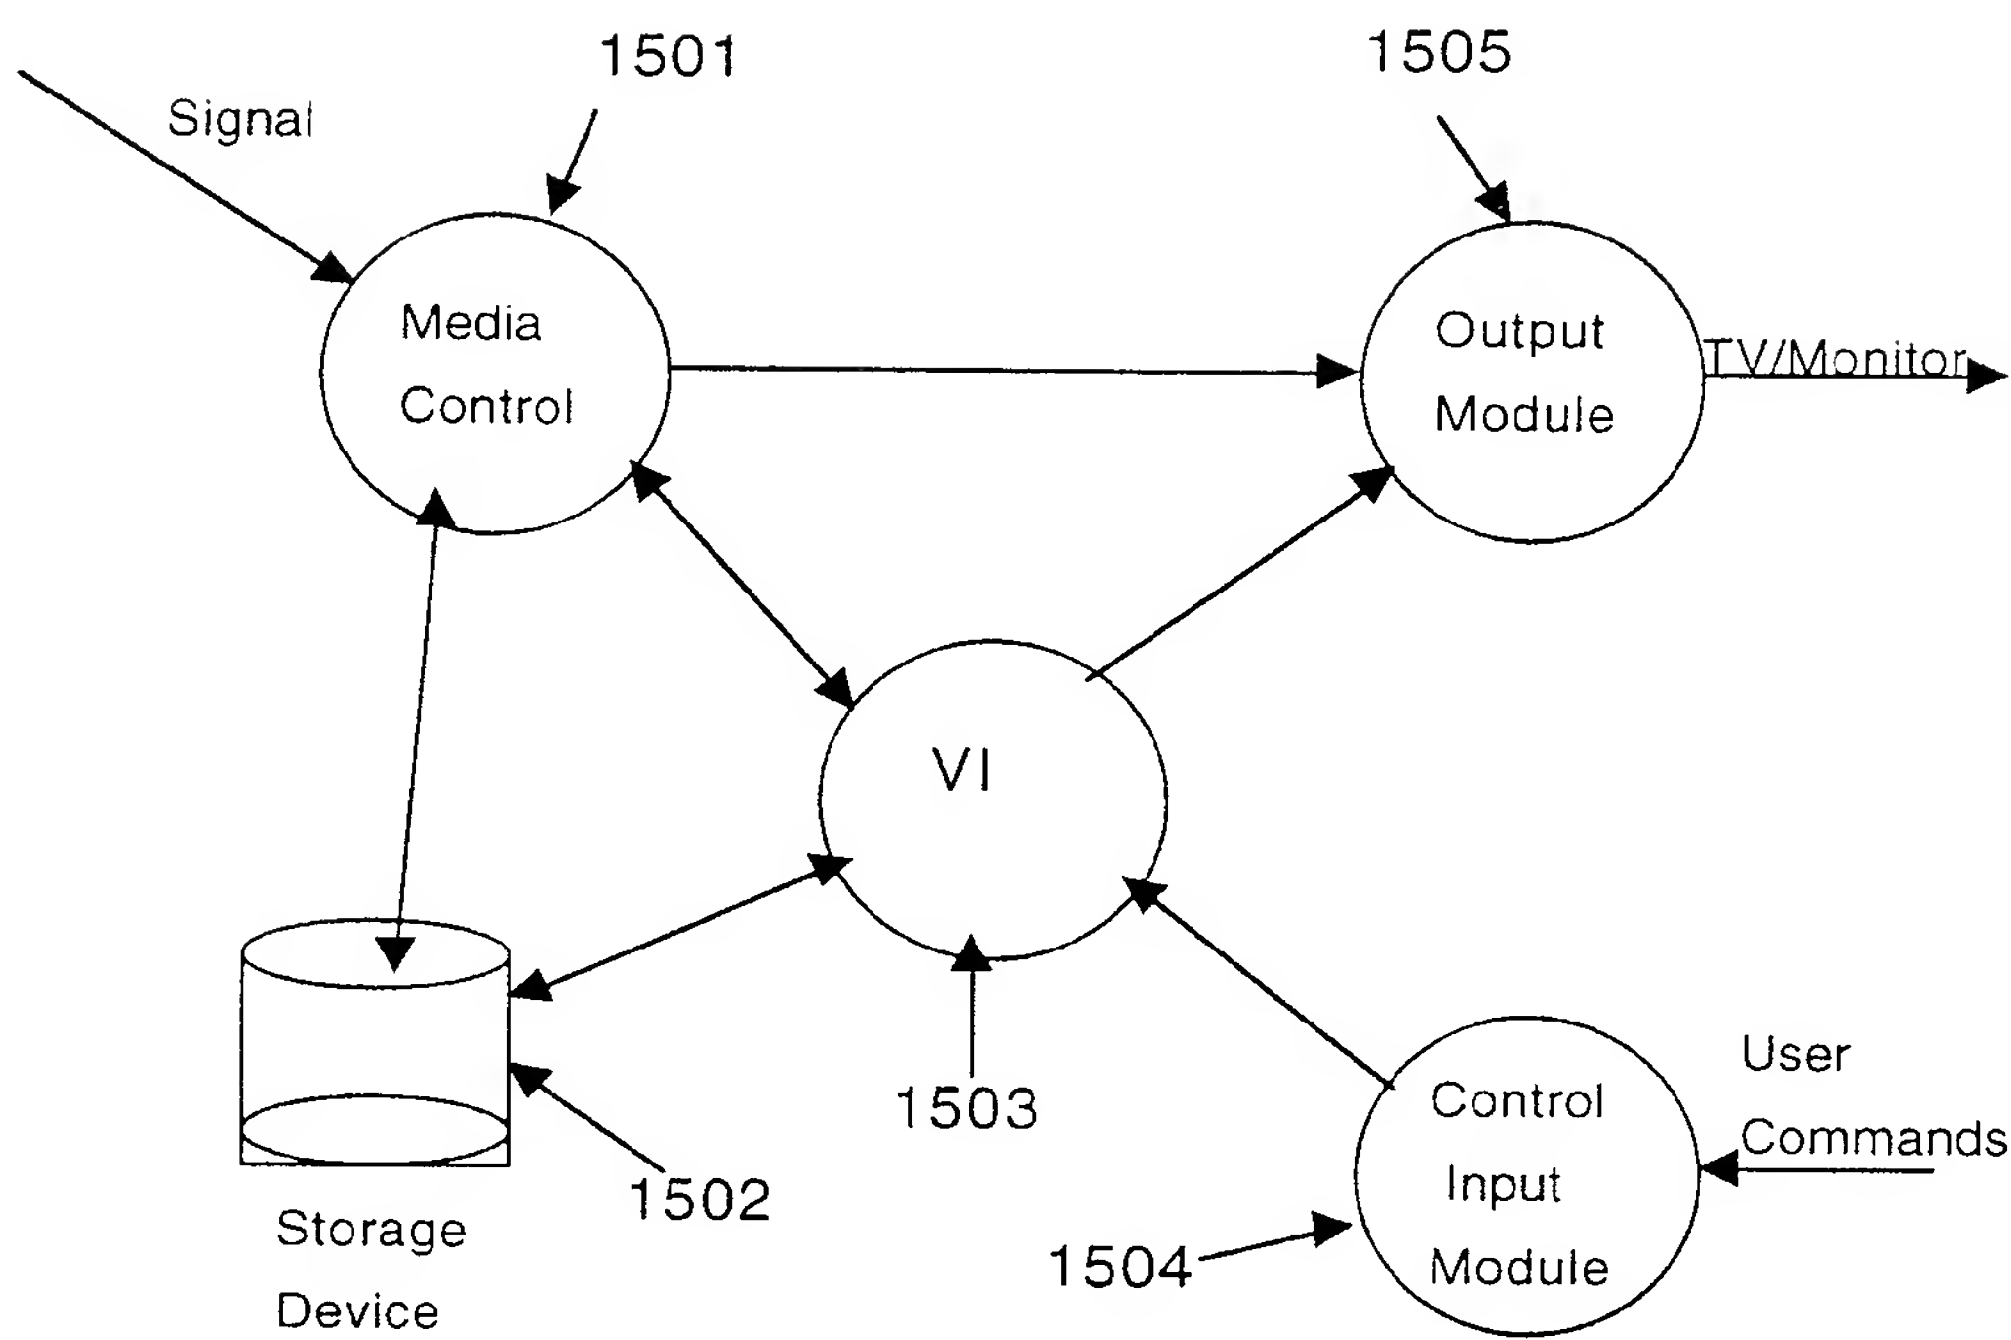 1501
1505
Signal
Media
Control
Output
Module
TV/Monitor
VI
1503
User
Commands
Control
Input
Module
1502
1504
Storage
Device